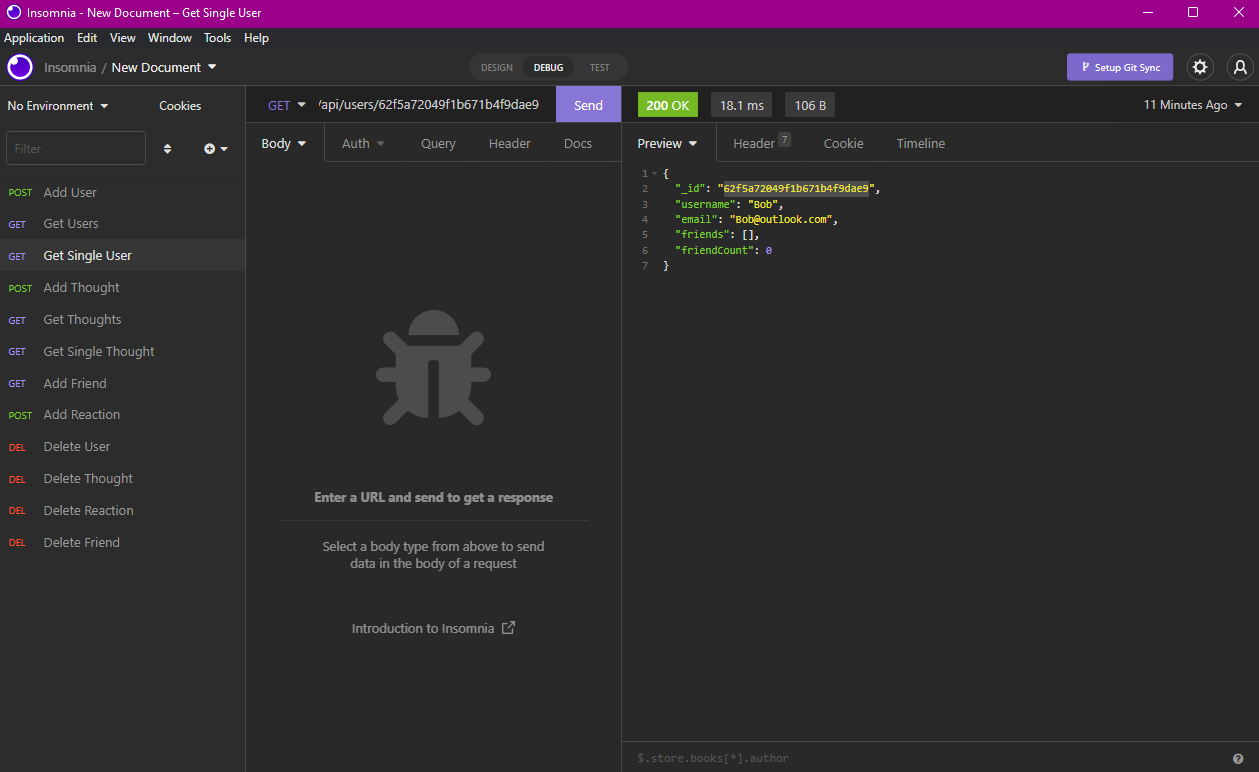 Insomnia - New Document – Get Single User
Application Edit View Window Tools Help
Insomnia / New Document DESIGN DEBUG TEST Setup Git Sync
No Environment Cookies
GET /api/users/62f5a72049f1b671b4f9dae9 Send
200 OK 18.1 ms 106 B 11 Minutes Ago
Filter
POST Add User
GET Get Users
GET Get Single User
POST Add Thought
GET Get Thoughts
GET Get Single Thought
GET Add Friend
POST Add Reaction
DEL Delete User
DEL Delete Thought
DEL Delete Reaction
DEL Delete Friend
Body Auth Query Header Docs
Enter a URL and send to get a response
Select a body type from above to send
data in the body of a request
Introduction to Insomnia
Preview Header 7 Cookie Timeline
1 {
2 "_id": "62f5a72049f1b671b4f9dae9",
3 "username": "Bob",
4 "email": "Bob@outlook.com",
5 "friends": [],
6 "friendCount": 0
7 }
$.store.books[*].author